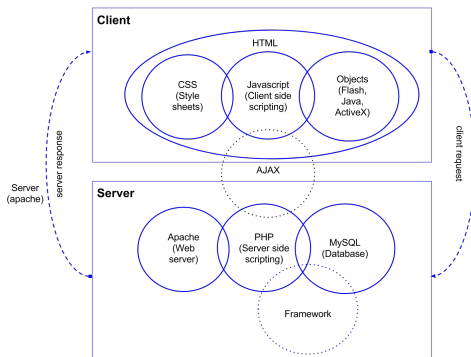 Client
HTML
CSS
(Style
sheets)
Javascript
(Client side
scripting)
Objects
(Flash,
Java,
ActiveX)
AJAX
server response
Server
(apache)
client request
Server
Apache
(Web
server)
PHP
(Server side
scripting)
MySQL
(Database)
Framework